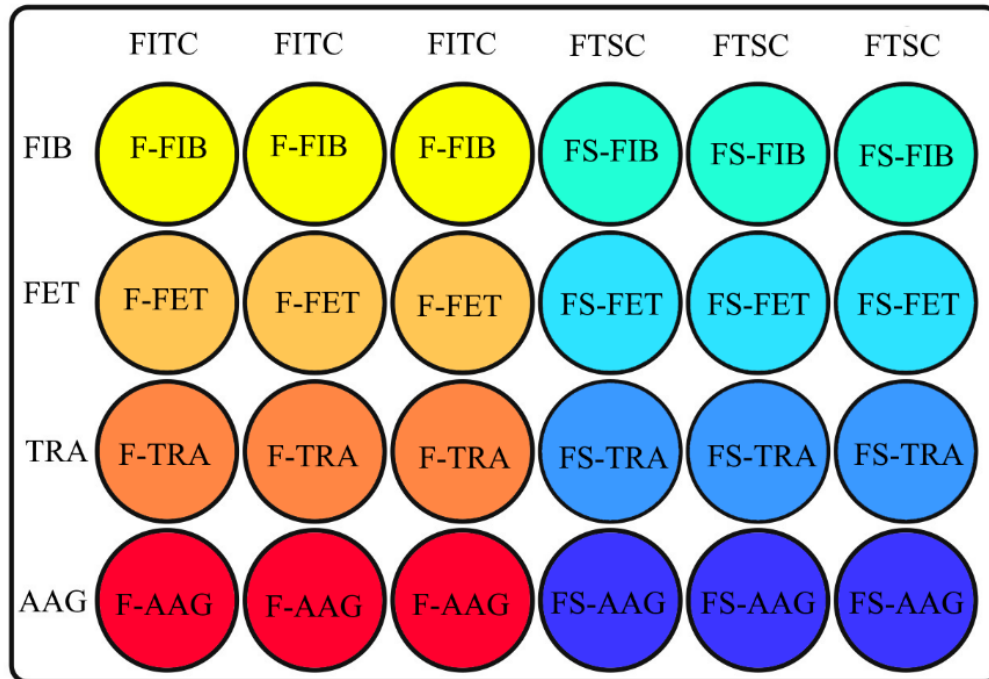 FITC FITC FITC FTSC FTSC FTSC
FIB F-FIB F-FIB F-FIB FS-FIB FS-FIB FS-FIB
FET F-FET F-FET F-FET FS-FET FS-FET FS-FET
TRA F-TRA F-TRA F-TRA FS-TRA FS-TRA FS-TRA
AAG F-AAG F-AAG F-AAG FS-AAG FS-AAG FS-AAG